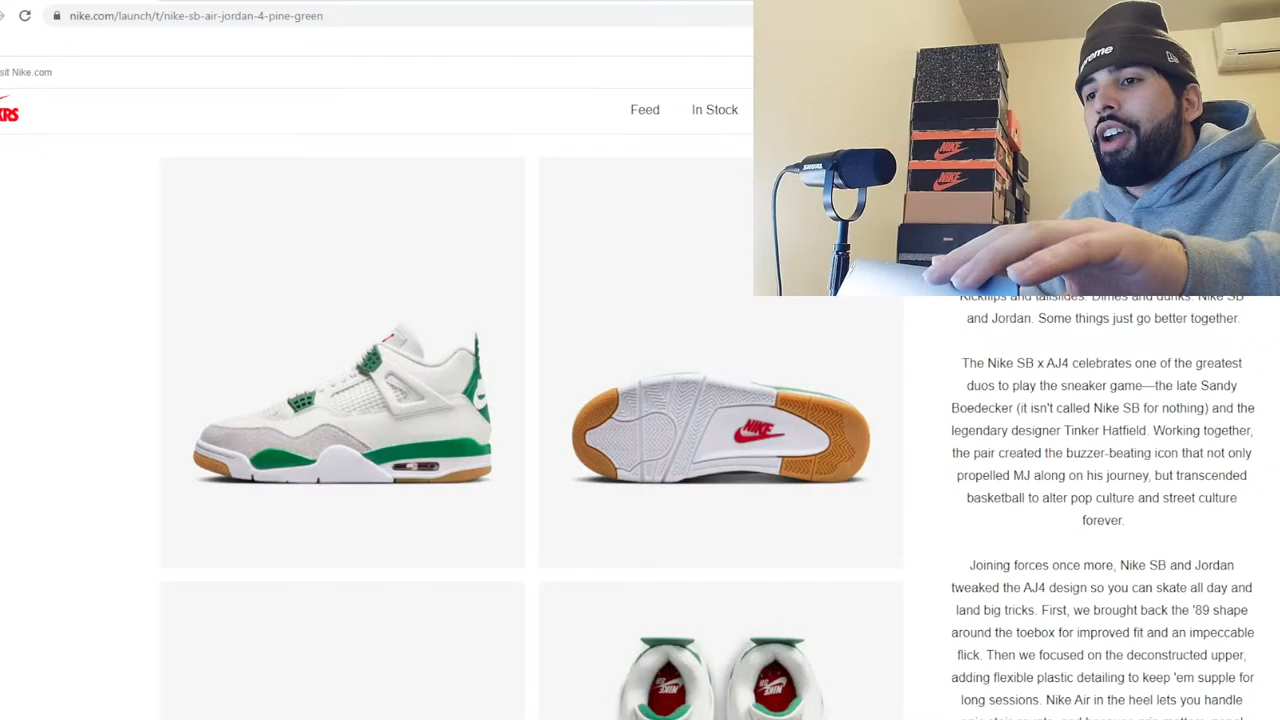 nike.com/launch/t/nike-sb-air-jordan-4-pine-green
sit Nike.com
KRS
Feed
In Stock
preme
SHURE
NIKE
NIKE
NIKE
and Jordan. Some things just go better together.
The Nike SB x AJ4 celebrates one of the greatest
duos to play the sneaker game—the late Sandy
Boedecker (it isn't called Nike SB for nothing) and the
legendary designer Tinker Hatfield. Working together,
the pair created the buzzer-beating icon that not only
propelled MJ along on his journey, but transcended
basketball to alter pop culture and street culture
forever.
Joining forces once more, Nike SB and Jordan
tweaked the AJ4 design so you can skate all day and
land big tricks. First, we brought back the '89 shape
around the toebox for improved fit and an impeccable
flick. Then we focused on the deconstructed upper,
adding flexible plastic detailing to keep 'em supple for
long sessions. Nike Air in the heel lets you handle